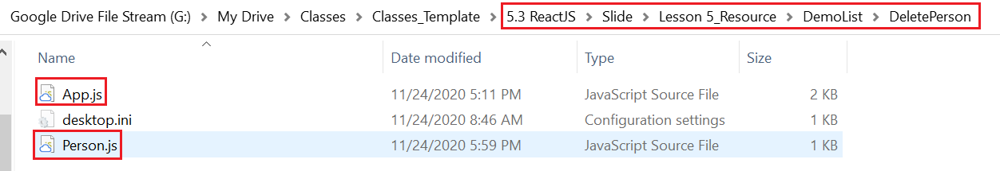 Google Drive File Stream (G:) > My Drive > Classes > Classes_Template > 5.3 ReactJS > Slide > Lesson 5_Resource > DemoList > DeletePerson
Name Date modified Type Size
App.js 11/24/2020 5:11 PM JavaScript Source File 2 KB
desktop.ini 11/24/2020 8:46 AM Configuration settings 1 KB
Person.js 11/24/2020 5:59 PM JavaScript Source File 1 KB